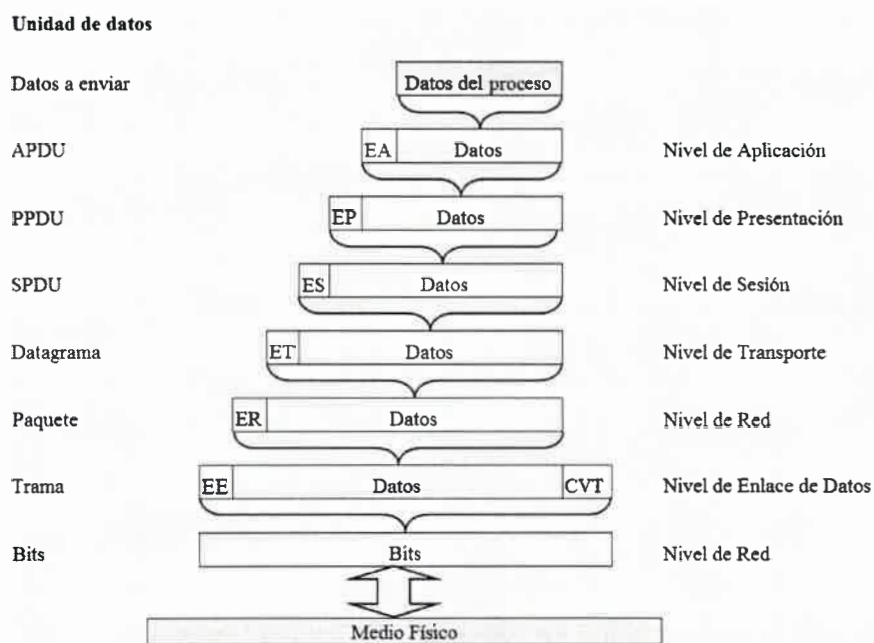 Unidad de datos
Datos a enviar Datos del proceso
APDU EA Datos Nivel de Aplicación
PPDU EP Datos Nivel de Presentación
SPDU ES Datos Nivel de Sesión
Datagrama ET Datos Nivel de Transporte
Paquete ER Datos Nivel de Red
Trama EE Datos CVT Nivel de Enlace de Datos
Bits Bits Nivel de Red
Medio Físico